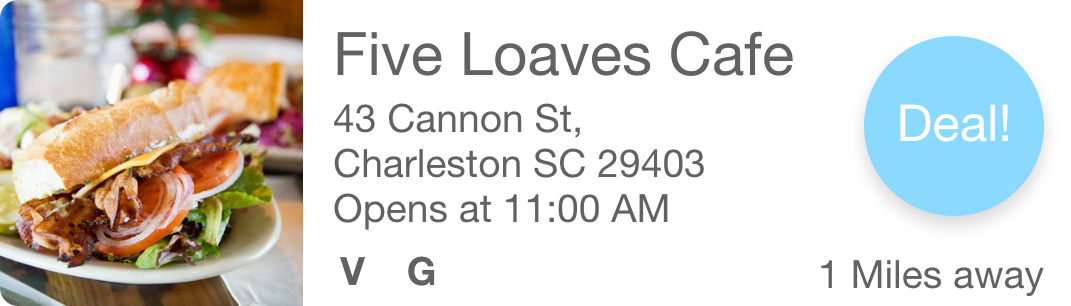 Five Loaves Cafe
43 Cannon St,
Charleston SC 29403
Opens at 11:00 AM
V G
Deal!
1 Miles away